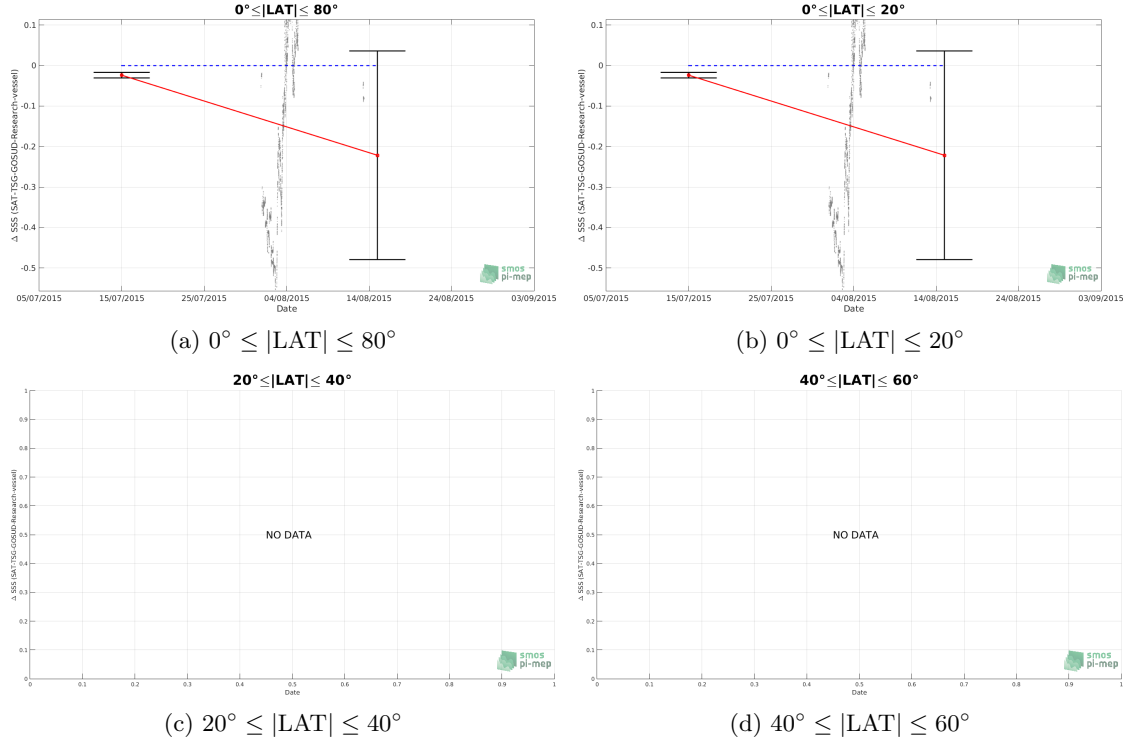 0°≤|LAT|≤ 80°
0.1
0
-0.1
-0.2
-0.3
-0.4
-0.5
Δ SSS (SAT-TSG-GOSUD-Research-vessel)
05/07/2015 15/07/2015 25/07/2015 04/08/2015 14/08/2015 24/08/2015 03/09/2015
Date
smos
pi-mep
(a) 0° ≤ |LAT| ≤ 80°
0°≤|LAT|≤ 20°
0.1
0
-0.1
-0.2
-0.3
-0.4
-0.5
Δ SSS (SAT-TSG-GOSUD-Research-vessel)
05/07/2015 15/07/2015 25/07/2015 04/08/2015 14/08/2015 24/08/2015 03/09/2015
Date
smos
pi-mep
(b) 0° ≤ |LAT| ≤ 20°
20°≤|LAT|≤ 40°
1
0.9
0.8
0.7
0.6
0.5
0.4
0.3
0.2
0.1
0
Δ SSS (SAT-TSG-GOSUD-Research-vessel)
NO DATA
0 0.1 0.2 0.3 0.4 0.5 0.6 0.7 0.8 0.9 1
Date
smos
pi-mep
(c) 20° ≤ |LAT| ≤ 40°
40°≤|LAT|≤ 60°
1
0.9
0.8
0.7
0.6
0.5
0.4
0.3
0.2
0.1
0
Δ SSS (SAT-TSG-GOSUD-Research-vessel)
NO DATA
0 0.1 0.2 0.3 0.4 0.5 0.6 0.7 0.8 0.9 1
Date
smos
pi-mep
(d) 40° ≤ |LAT| ≤ 60°